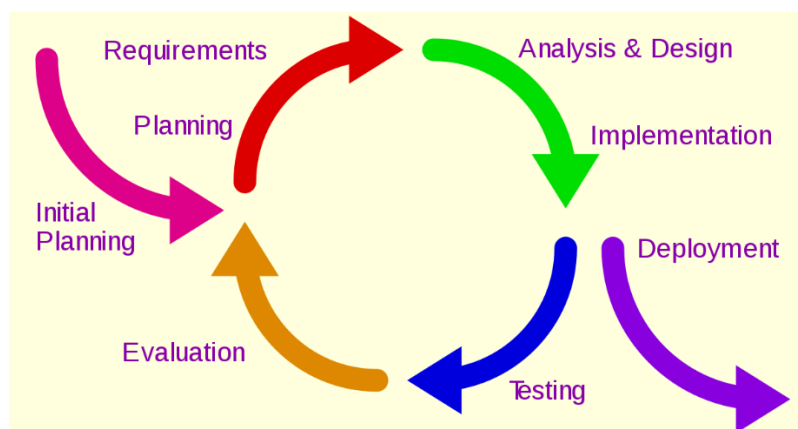 Requirements
Analysis & Design
Planning
Implementation
Initial
Planning
Deployment
Evaluation
Testing